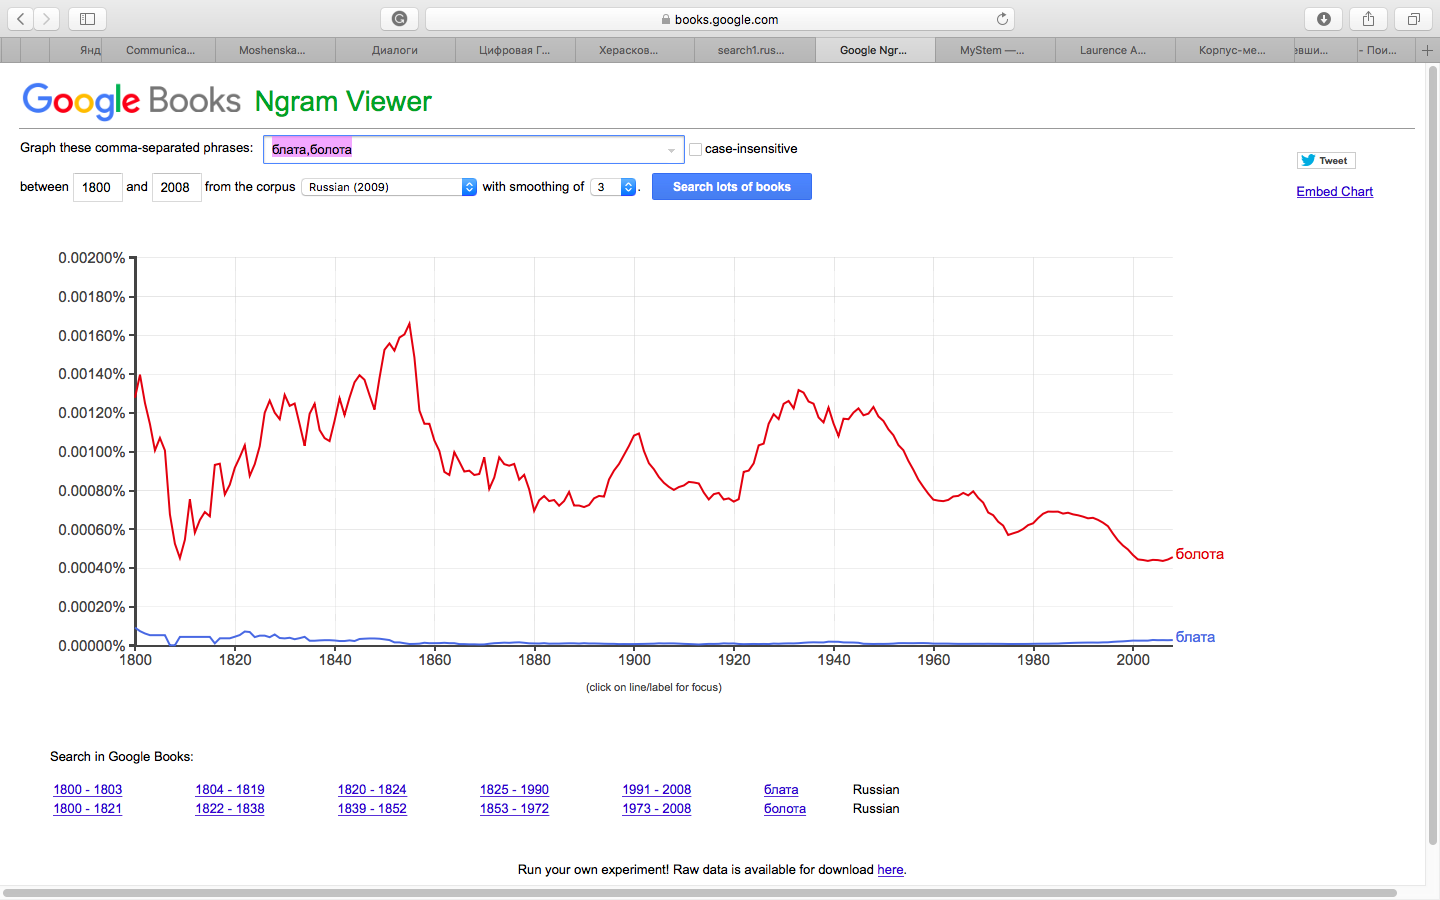 books.google.com
Янд Communica... Moshenska... Диалоги Цифровая Г... Херасков... search1.rus... Google Ngr... MyStem —... Laurence A... Корпус-ме... евши... - Пои...
Google Books Ngram Viewer
Graph these comma-separated phrases: блата,болота case-insensitive
Tweet
between 1800 and 2008 from the corpus Russian (2009) with smoothing of 3 . Search lots of books
Embed Chart
0.00200%
0.00180%
0.00160%
0.00140%
0.00120%
0.00100%
0.00080%
0.00060%
0.00040%
0.00020%
0.00000%
болота
блата
1800 1820 1840 1860 1880 1900 1920 1940 1960 1980 2000
(click on line/label for focus)
Search in Google Books:
1800 - 1803 1804 - 1819 1820 - 1824 1825 - 1990 1991 - 2008 блата Russian
1800 - 1821 1822 - 1838 1839 - 1852 1853 - 1972 1973 - 2008 болота Russian
Run your own experiment! Raw data is available for download here.